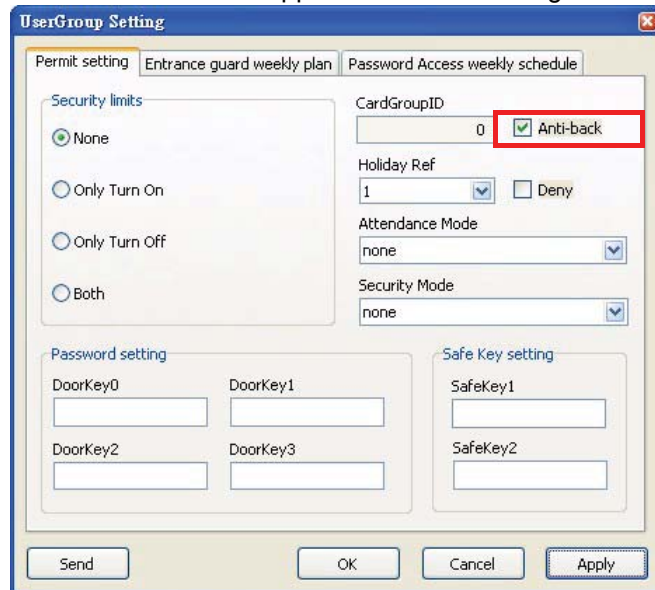 UserGroup Setting
Permit setting
Entrance guard weekly plan
Password Access weekly schedule
Security limits
None
Only Turn On
Only Turn Off
Both
CardGroupID
0
Anti-back
Holiday Ref
1
Deny
Attendance Mode
none
Security Mode
none
Password setting
DoorKey0
DoorKey1
DoorKey2
DoorKey3
Safe Key setting
SafeKey1
SafeKey2
Send
OK
Cancel
Apply